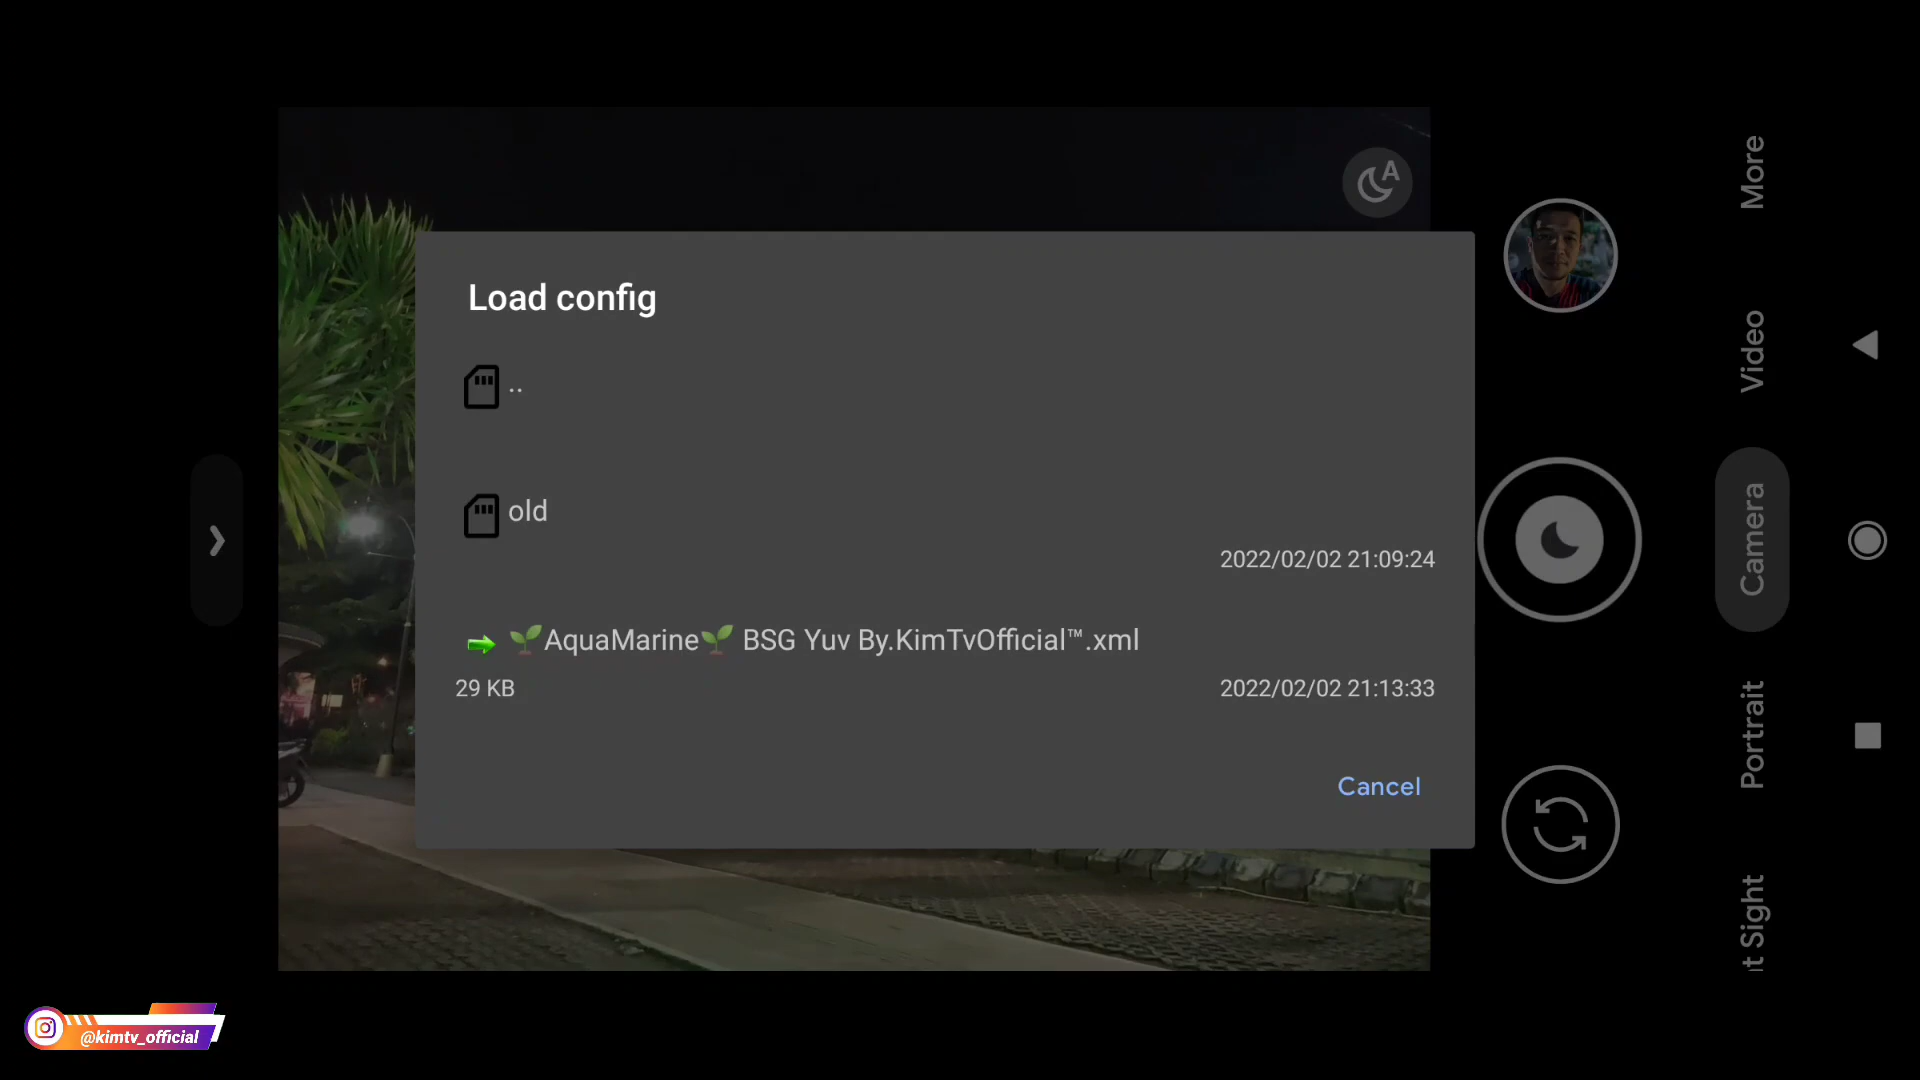 A
Load config
..
old
2022/02/02 21:09:24
🌱AquaMarine🌱 BSG Yuv By.KimTvOfficial™.xml
29 KB
2022/02/02 21:13:33
Cancel
More
Video
Camera
Portrait
t Sight
@kimtv_official